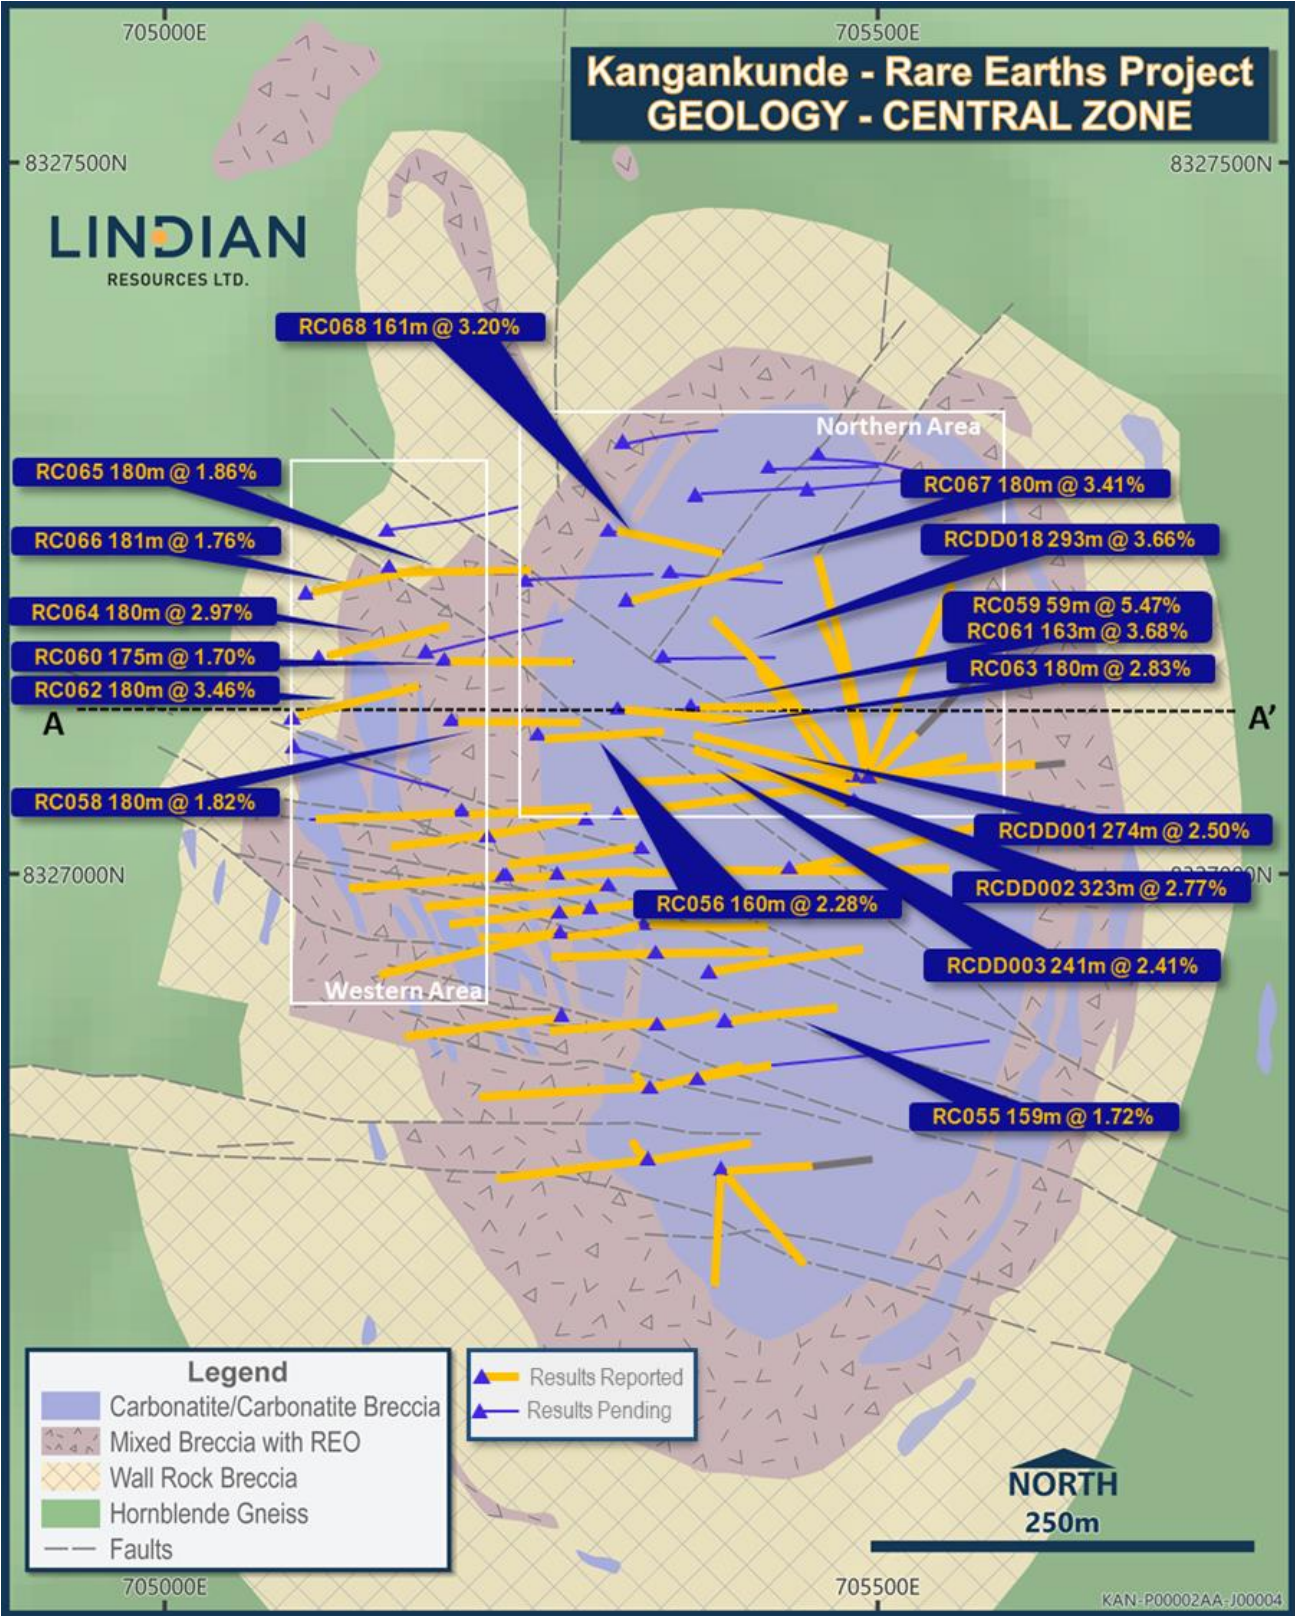 705000E
705500E
Kangankunde - Rare Earths Project
GEOLOGY - CENTRAL ZONE
8327500N
8327500N
LINDIAN
RESOURCES LTD.
RC068 161m @ 3.20%
Northern Area
RC065 180m @ 1.86%
RC067 180m @ 3.41%
RC066 181m @ 1.76%
RCDD018 293m @ 3.66%
RC064 180m @ 2.97%
RC059 59m @ 5.47%
RC061 163m @ 3.68%
RC060 175m @ 1.70%
RC063 180m @ 2.83%
RC062 180m @ 3.46%
A
A'
RC058 180m @ 1.82%
RCDD001 274m @ 2.50%
8327000N
RCDD002 323m @ 2.77%
RC056 160m @ 2.28%
RCDD003 241m @ 2.41%
Western Area
RC055 159m @ 1.72%
Legend
Carbonatite/Carbonatite Breccia
Mixed Breccia with REO
Wall Rock Breccia
Hornblende Gneiss
Faults
Results Reported
Results Pending
NORTH
250m
705000E
705500E
KAN-P00002AA-J00004